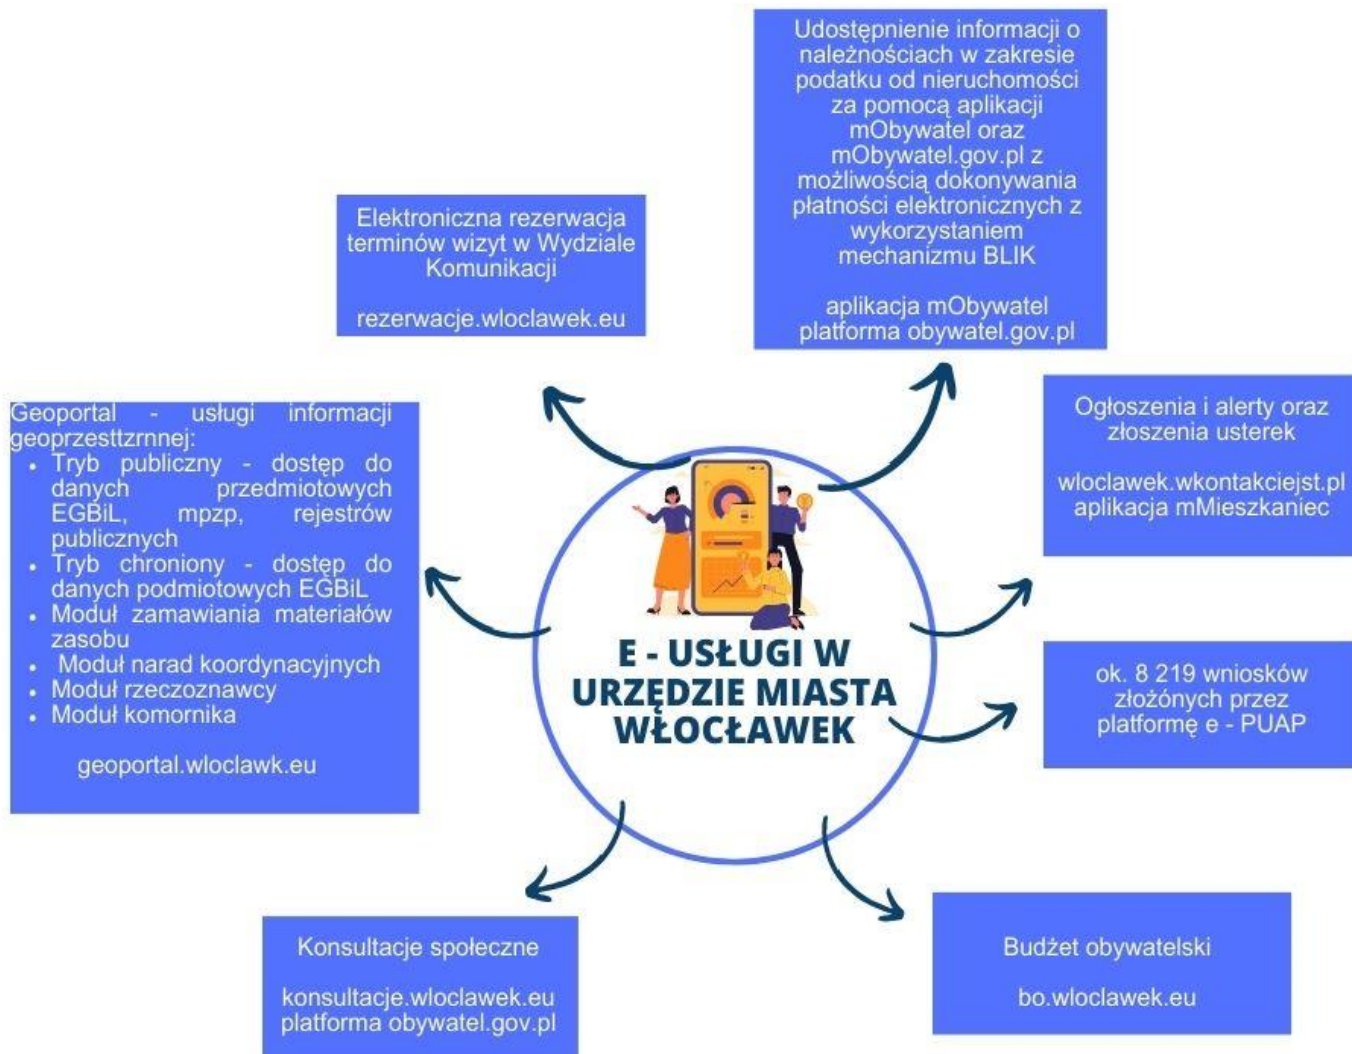 Udostępnienie informacji o
należnościach w zakresie
podatku od nieruchomości
za pomocą aplikacji
mObywatel oraz
mObywatel.gov.pl z
możliwością dokonywania
płatności elektronicznych z
wykorzystaniem
mechanizmu BLIK
aplikacja mObywatel
platforma obywatel.gov.pl
Elektroniczna rezerwacja
terminów wizyt w Wydziale
Komunikacji
rezerwacje.wloclawek.eu
Ogłoszenia i alerty oraz
złoszenia usterek
wloclawek.wkontakciejst.pl
aplikacja mMieszkaniec
Geoportal - usługi informacji
geoprzesttzrnnej:
• Tryb publiczny - dostęp do
danych przedmiotowych
EGBiL, mpzp, rejestrów
publicznych
• Tryb chroniony - dostęp do
danych podmiotowych EGBiL
• Moduł zamawiania materiałów
zasobu
• Moduł narad koordynacyjnych
• Moduł rzeczoznawcy
• Moduł komornika
geoportal.wloclawk.eu
E - USŁUGI W
URZĘDZIE MIASTA
WŁOCŁAWEK
ok. 8 219 wniosków
złożónych przez
platformę e - PUAP
Konsultacje społeczne
konsultacje.wloclawek.eu
platforma obywatel.gov.pl
Budżet obywatelski
bo.wloclawek.eu